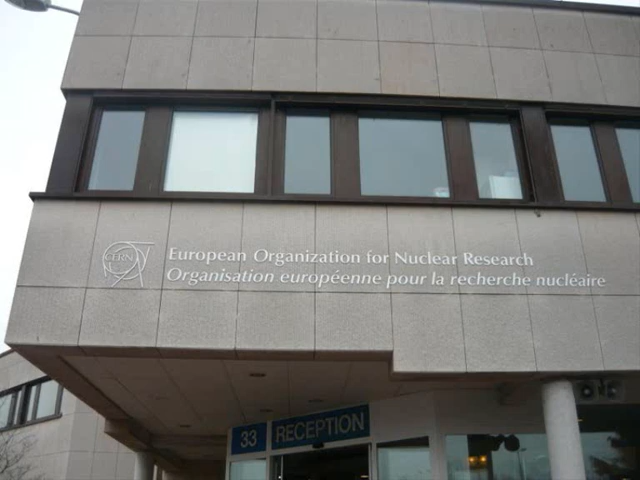 CERN
European Organization for Nuclear Research
Organisation européenne pour la recherche nucléaire
33 RECEPTION